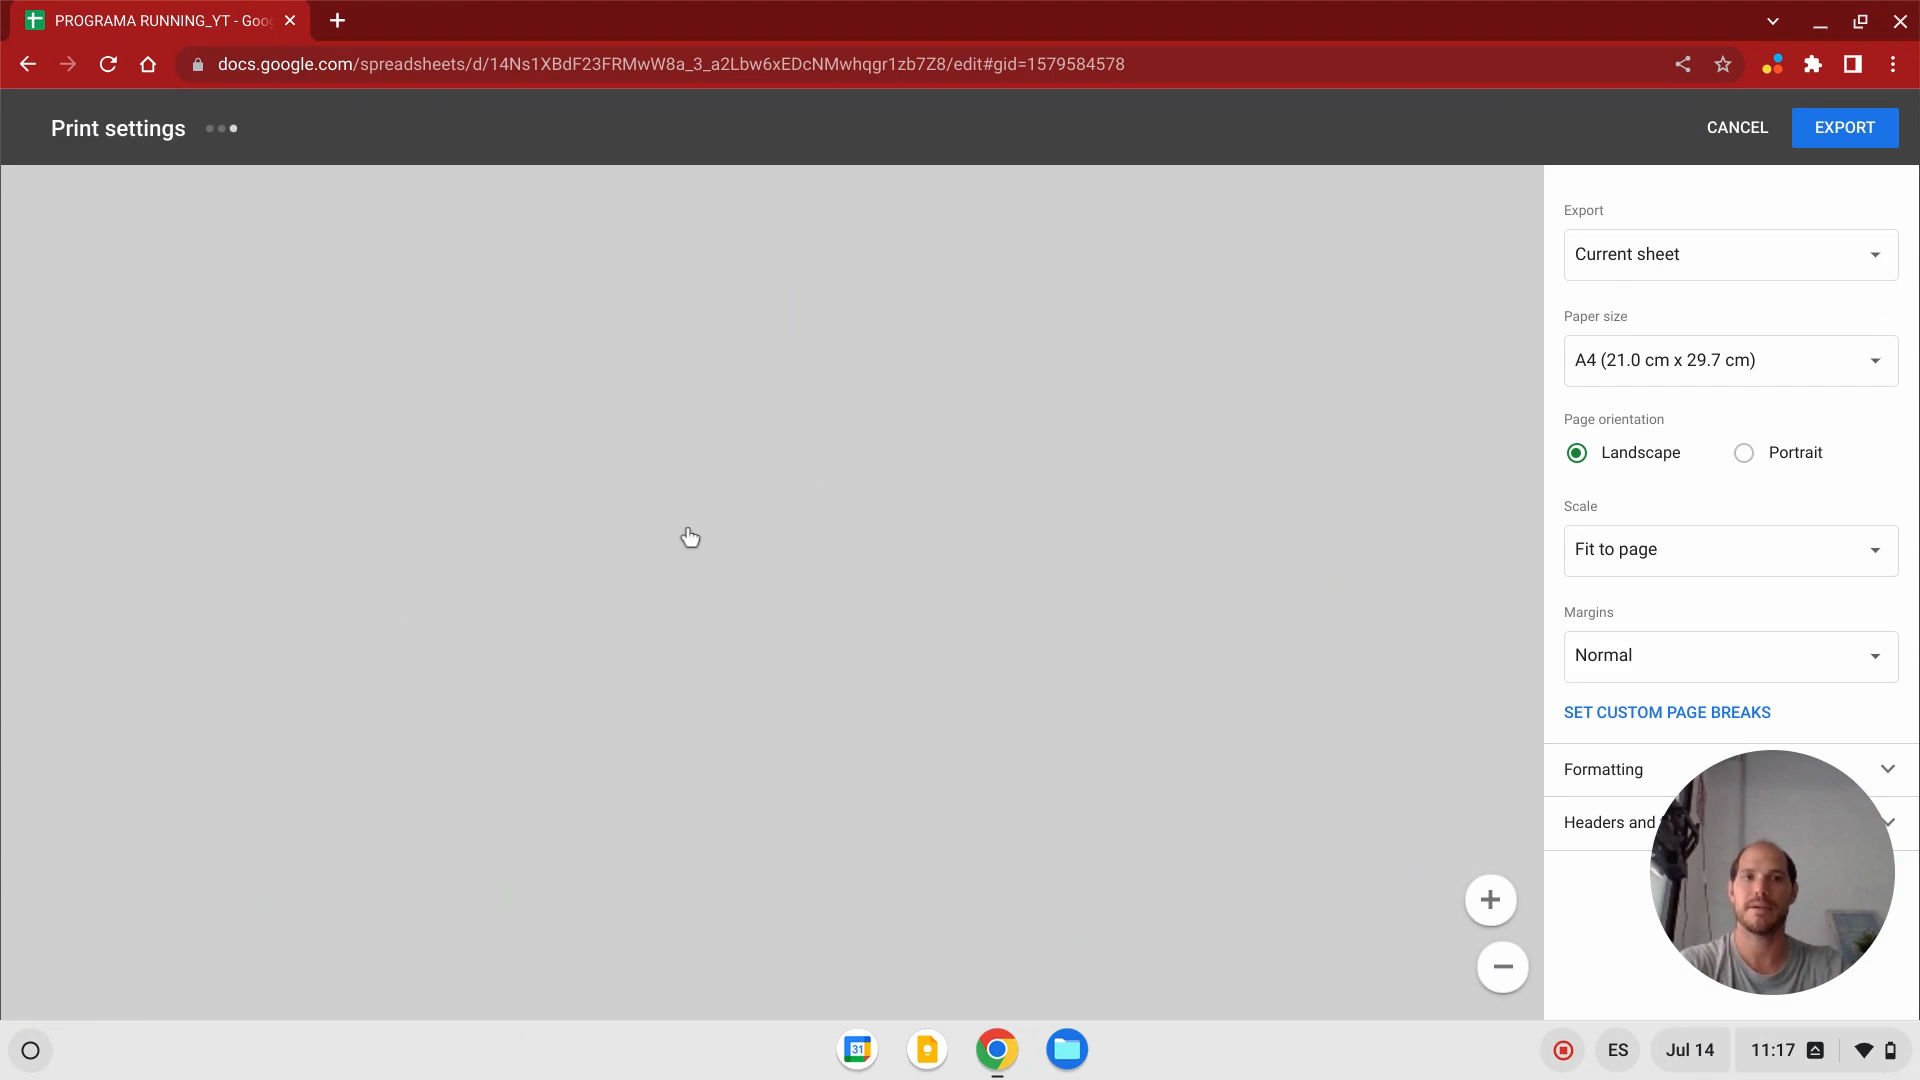 PROGRAMA RUNNING_YT - Goo
docs.google.com/spreadsheets/d/14Ns1XBdF23FRMwW8a_3_a2Lbw6xEDcNMwhqgr1zb7Z8/edit#gid=1579584578
Print settings
CANCEL
EXPORT
Export
Current sheet
Paper size
A4 (21.0 cm x 29.7 cm)
Page orientation
Landscape
Portrait
Scale
Fit to page
Margins
Normal
SET CUSTOM PAGE BREAKS
Formatting
Headers and
31
ES
Jul 14
11:17